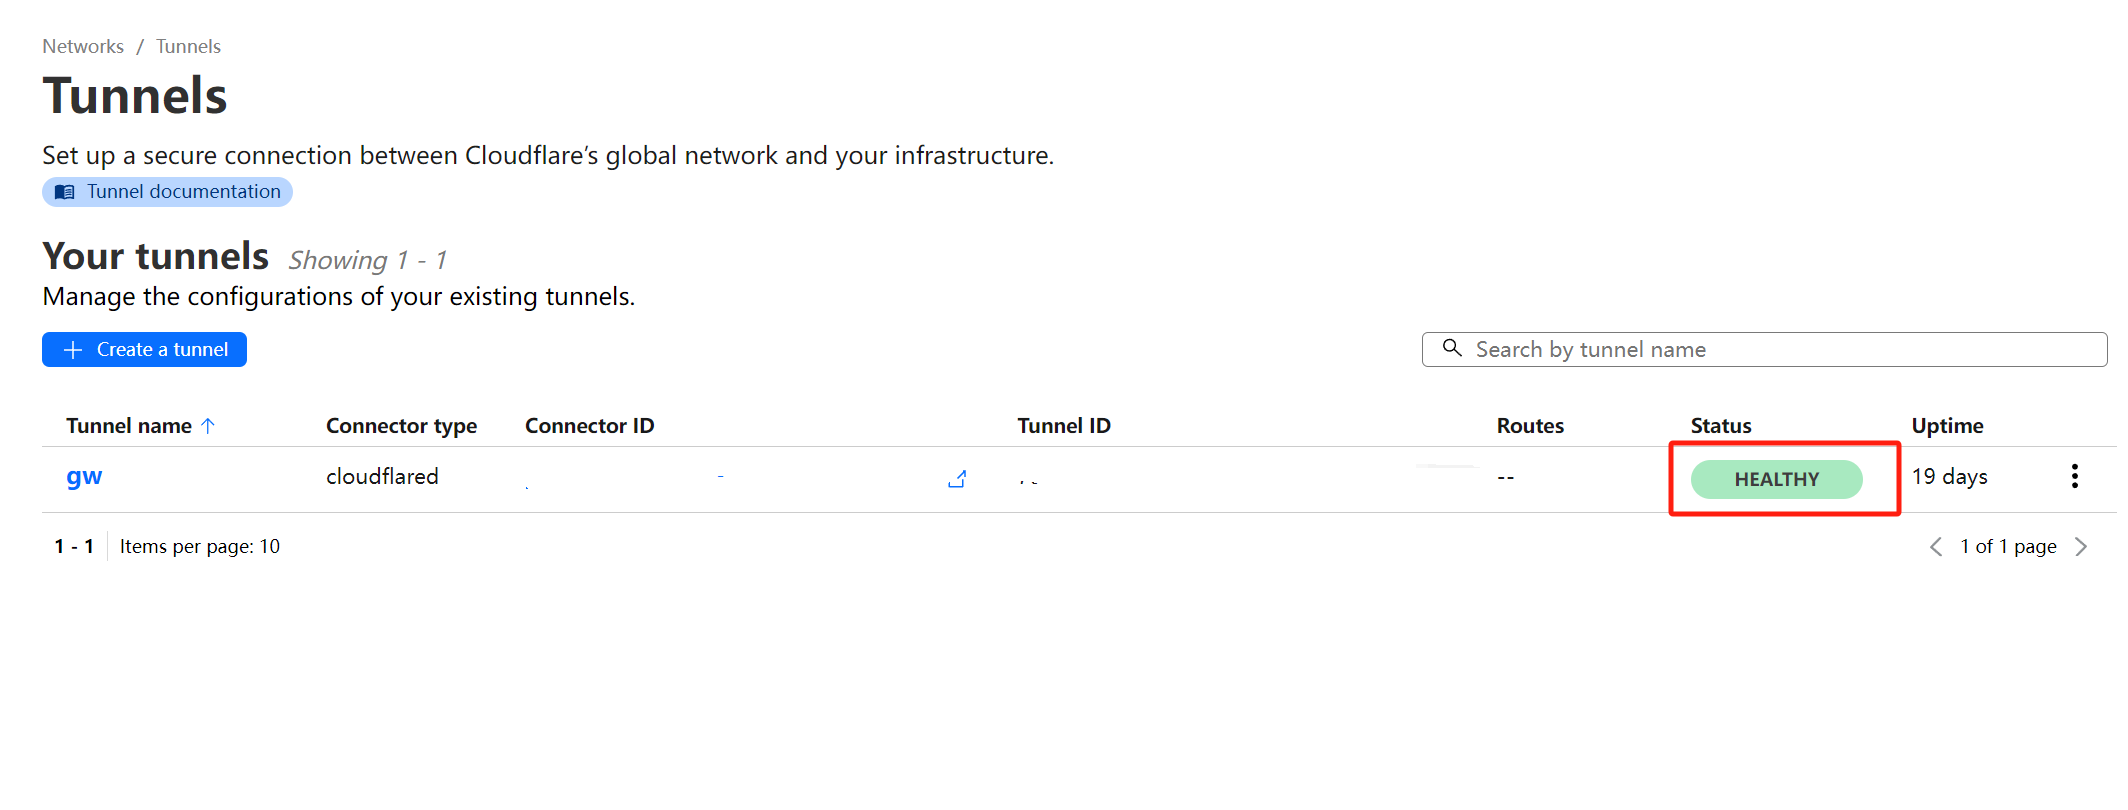 Networks / Tunnels
Tunnels
Set up a secure connection between Cloudflare’s global network and your infrastructure.
Tunnel documentation
Your tunnels Showing 1 - 1
Manage the configurations of your existing tunnels.
Create a tunnel
Search by tunnel name
Tunnel name Connector type Connector ID Tunnel ID Routes Status Uptime
gw cloudflared -- HEALTHY 19 days
1 - 1 Items per page: 10 1 of 1 page